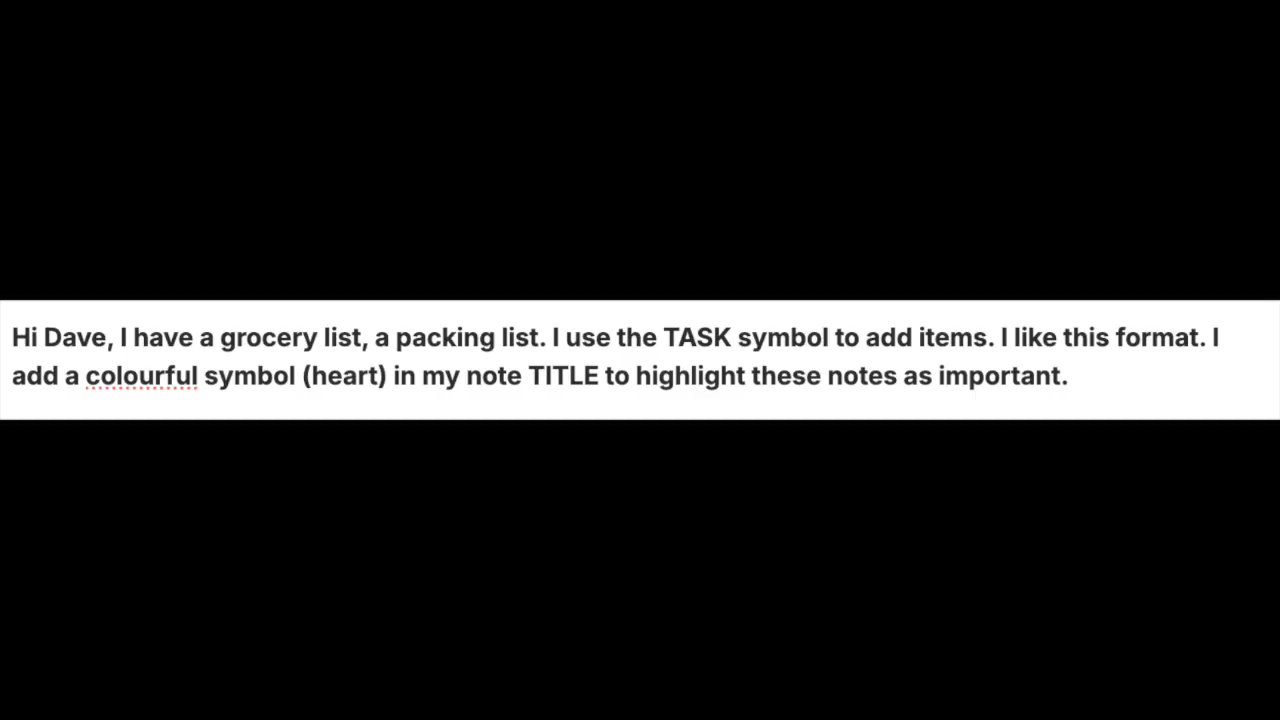 Hi Dave, I have a grocery list, a packing list. I use the TASK symbol to add items. I like this format. I
add a colourful symbol (heart) in my note TITLE to highlight these notes as important.